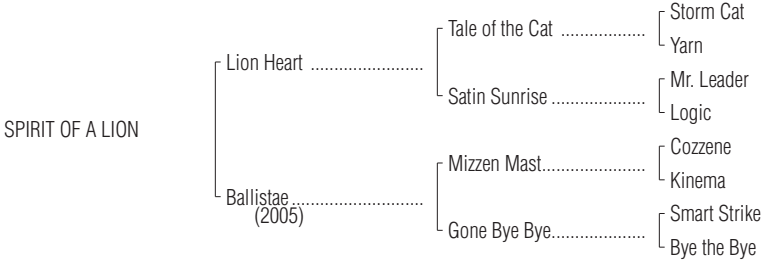 Storm Cat
Tale of the Cat ...................
Yarn
Lion Heart .........................
Mr. Leader
Satin Sunrise .....................
Logic
SPIRIT OF A LION
Cozzene
Mizzen Mast.......................
Kinema
Ballistae.............................
(2005)
Smart Strike
Gone Bye Bye.....................
Bye the Bye